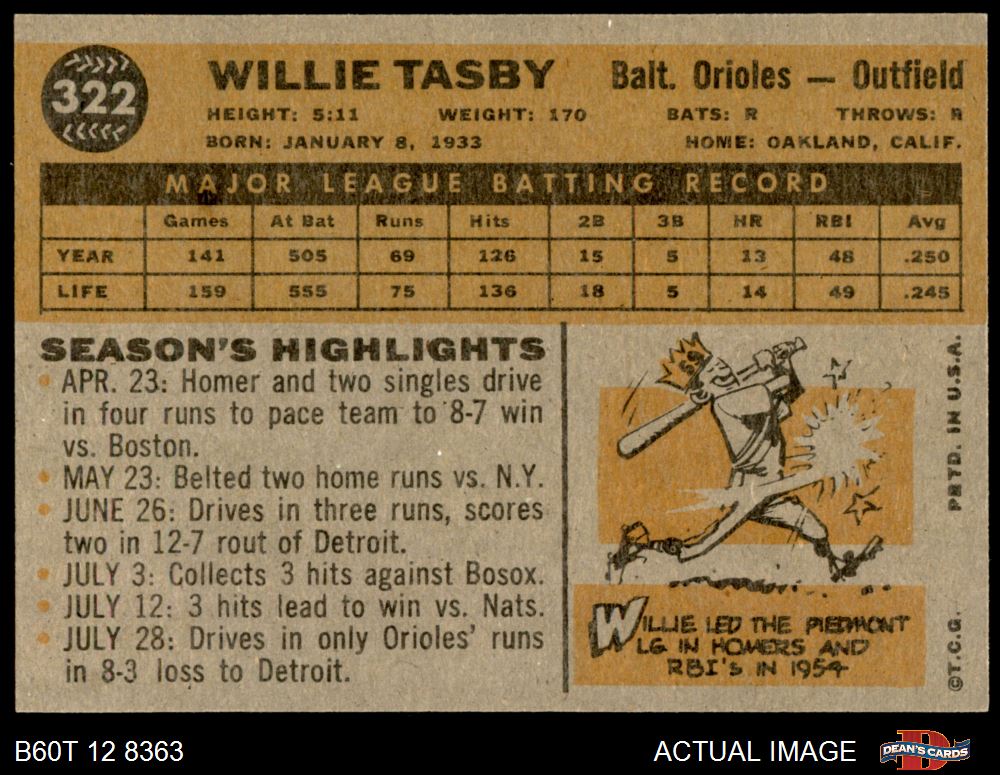 322
WILLIE TASBY Balt. Orioles — Outfield
HEIGHT: 5:11 WEIGHT: 170 BATS: R THROWS: R
BORN: JANUARY 8, 1933 HOME: OAKLAND, CALIF.
MAJOR LEAGUE BATTING RECORD
Games At Bat Runs Hits 2B 3B HR RBI Avg
YEAR 141 505 69 126 15 5 13 48 .250
LIFE 159 555 75 136 18 5 14 49 .245
SEASON'S HIGHLIGHTS
• APR. 23: Homer and two singles drive
in four runs to pace team to 8-7 win
vs. Boston.
• MAY 23: Belted two home runs vs. N.Y.
• JUNE 26: Drives in three runs, scores
two in 12-7 rout of Detroit.
• JULY 3: Collects 3 hits against Bosox.
• JULY 12: 3 hits lead to win vs. Nats.
• JULY 28: Drives in only Orioles' runs
in 8-3 loss to Detroit.
WILLIE LED THE PIEDMONT
LG IN HOMERS AND
RBI'S IN 1954
©T.C.G. PRTD. IN U.S.A.
B60T 12 8363 ACTUAL IMAGE DEAN'S CARDS